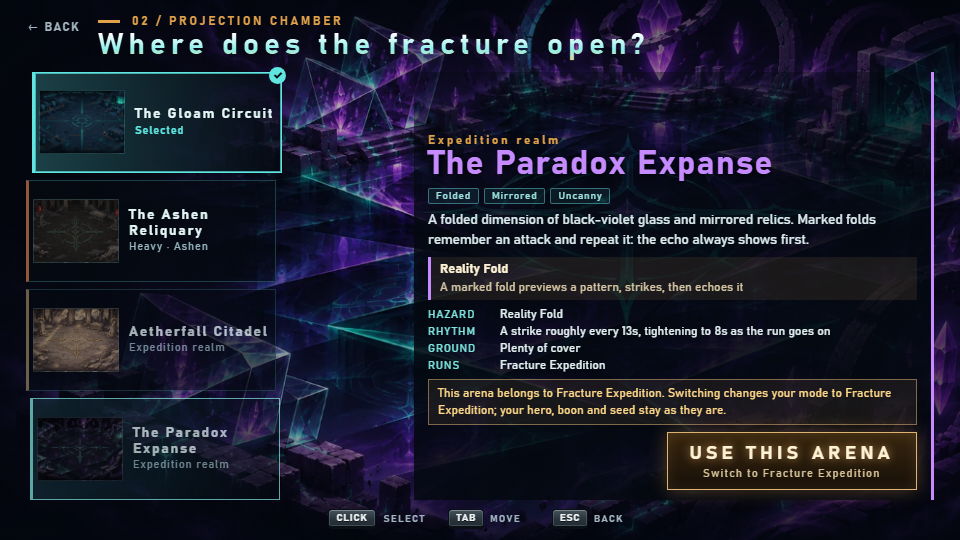 ← BACK
02 / PROJECTION CHAMBER
Where does the fracture open?
The Gloam Circuit
Selected
The Ashen
Reliquary
Heavy · Ashen
Aetherfall Citadel
Expedition realm
The Paradox
Expanse
Expedition realm
Expedition realm
The Paradox Expanse
Folded Mirrored Uncanny
A folded dimension of black-violet glass and mirrored relics. Marked folds
remember an attack and repeat it: the echo always shows first.
Reality Fold
A marked fold previews a pattern, strikes, then echoes it
HAZARD Reality Fold
RHYTHM A strike roughly every 13s, tightening to 8s as the run goes on
GROUND Plenty of cover
RUNS Fracture Expedition
This arena belongs to Fracture Expedition. Switching changes your mode to Fracture
Expedition; your hero, boon and seed stay as they are.
USE THIS ARENA
Switch to Fracture Expedition
CLICK SELECT TAB MOVE ESC BACK